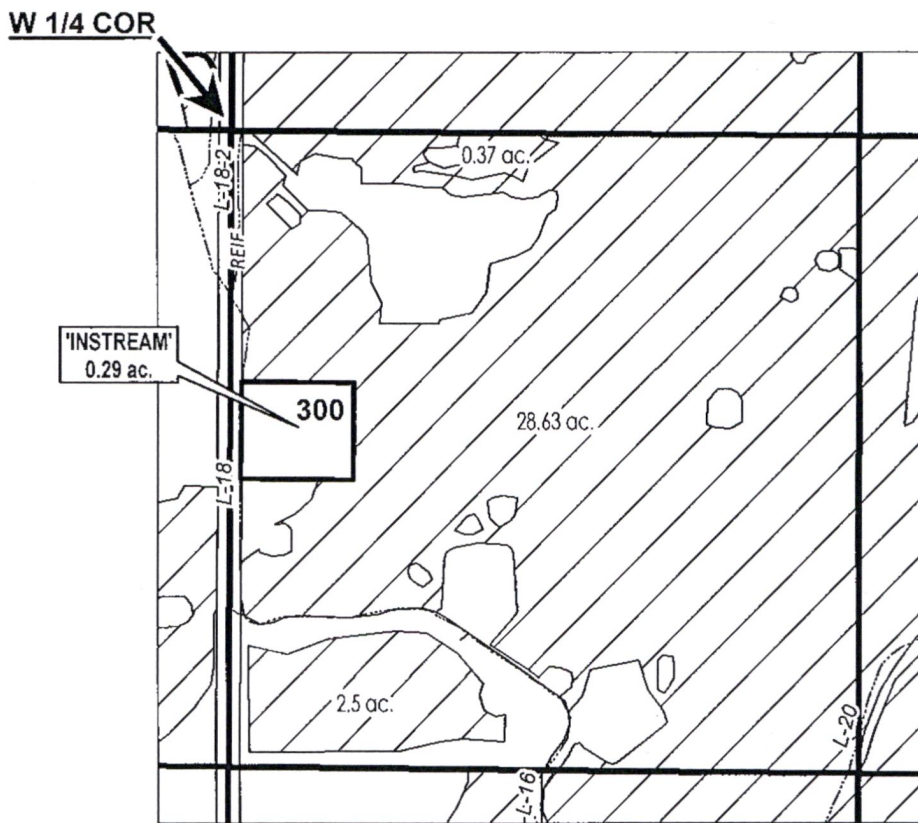 W 1/4 COR
0.37 ac.
L-18-2
REIF
'INSTREAM'
0.29 ac.
300
28.63 ac.
L-18
2.5 ac.
L-20
L-16